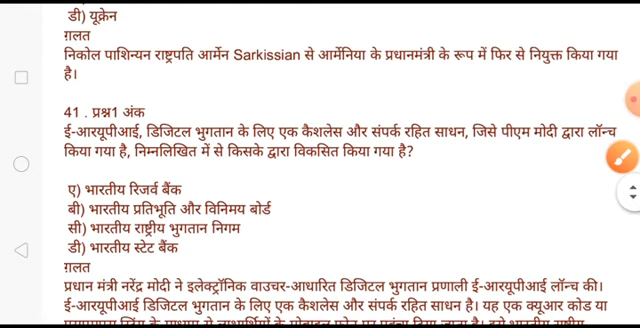 डी) यूक्रेन
ग़लत
निकोल पाशिन्यन राष्ट्रपति आर्मेन Sarkissian से आर्मेनिया के प्रधानमंत्री के रूप में फिर से नियुक्त किया गया
है।
41 . प्रश्न1 अंक
ई-आरयूपीआई, डिजिटल भुगतान के लिए एक कैशलेस और संपर्क रहित साधन, जिसे पीएम मोदी द्वारा लॉन्च
किया गया है, निम्नलिखित में से किसके द्वारा विकसित किया गया है?
ए) भारतीय रिजर्व बैंक
बी) भारतीय प्रतिभूति और विनिमय बोर्ड
सी) भारतीय राष्ट्रीय भुगतान निगम
डी) भारतीय स्टेट बैंक
ग़लत
प्रधान मंत्री नरेंद्र मोदी ने इलेक्ट्रॉनिक वाउचर-आधारित डिजिटल भुगतान प्रणाली ई-आरयूपीआई लॉन्च की।
ई-आरयूपीआई डिजिटल भुगतान के लिए एक कैशलेस और संपर्क रहित साधन है। यह एक क्यूआर कोड या